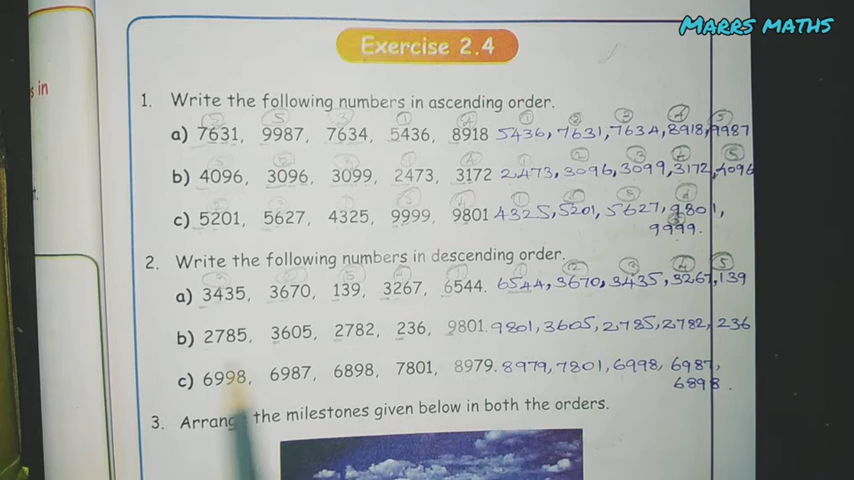 MARRS MATHS
s in
Exercise 2.4
1. Write the following numbers in ascending order.
a) 7631, 9987, 7634, 5436, 8918 5436, 7631, 7634, 8918, 9987
b) 4096, 3096, 3099, 2473, 3172 2473, 3096, 3099, 3172, 4096
c) 5201, 5627, 4325, 9999, 9801 4325, 5201, 5627, 9801,
9999.
2. Write the following numbers in descending order.
a) 3435, 3670, 139, 3267, 6544. 6544, 3670, 3435, 3267, 139
b) 2785, 3605, 2782, 236, 9801. 9801, 3605, 2785, 2782, 236
c) 6998, 6987, 6898, 7801, 8979. 8979, 7801, 6998, 6987,
6898.
3. Arrange the milestones given below in both the orders.